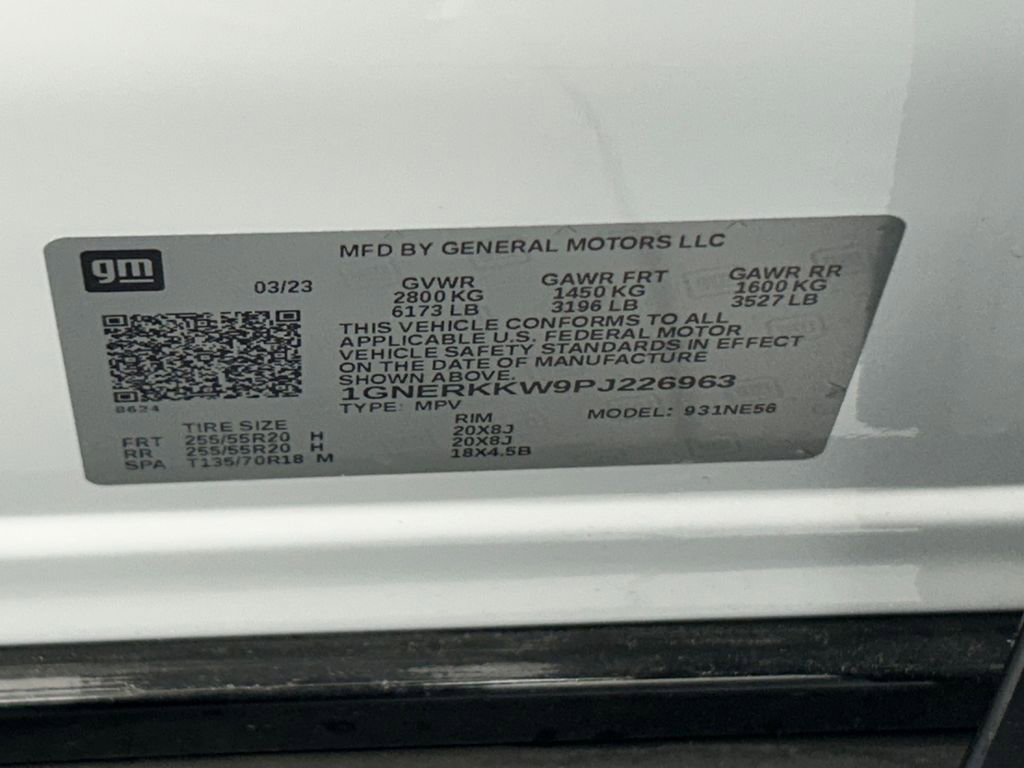 gm
MFD BY GENERAL MOTORS LLC
03/23
GVWR GAWR FRT GAWR RR
2800 KG 1450 KG 1600 KG
6173 LB 3196 LB 3527 LB
THIS VEHICLE CONFORMS TO ALL
APPLICABLE U.S. FEDERAL MOTOR
VEHICLE SAFETY STANDARDS IN EFFECT
ON THE DATE OF MANUFACTURE
SHOWN ABOVE.
1GNERKKW9PJ226963
8624
TYPE: MPV MODEL: 931NE56
TIRE SIZE RIM
FRT 255/55R20 H 20X8J
RR 255/55R20 H 20X8J
SPA T135/70R18 M 18X4.5B